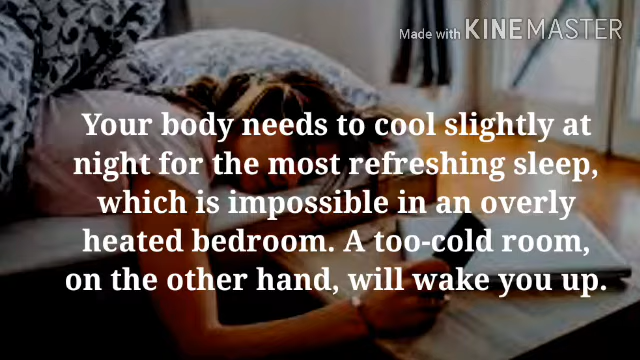 Made with KINEMASTER
Your body needs to cool slightly at
night for the most refreshing sleep,
which is impossible in an overly
heated bedroom. A too-cold room,
on the other hand, will wake you up.